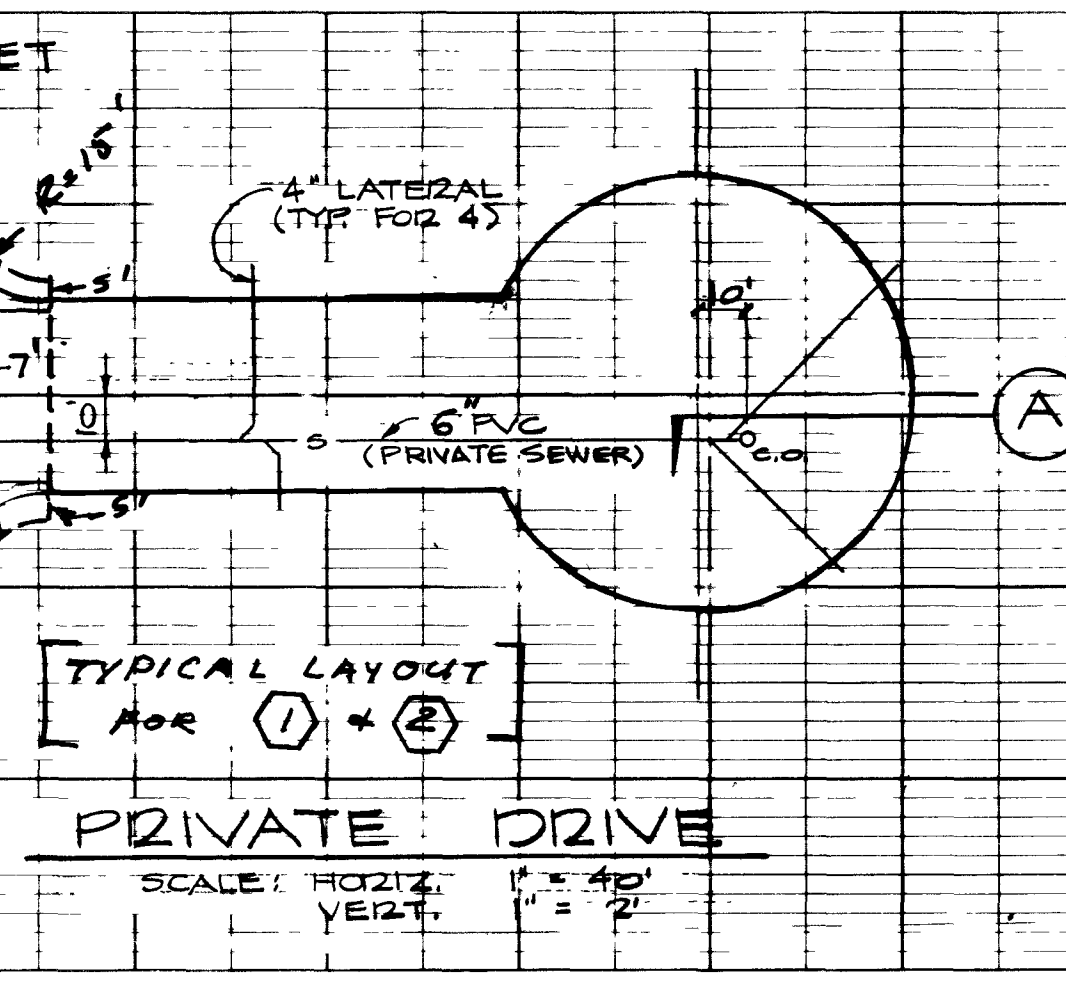 ET
R=15'
4" LATERAL
(TYP. FOR 4)
5'
10'
7'
10'
6" PVC
S
(PRIVATE SEWER)
C.O.
A
5'
TYPICAL LAYOUT
FOR 1 & 2
PRIVATE DRIVE
SCALE: HORIZ. 1" = 40'
VERT. 1" = 2'